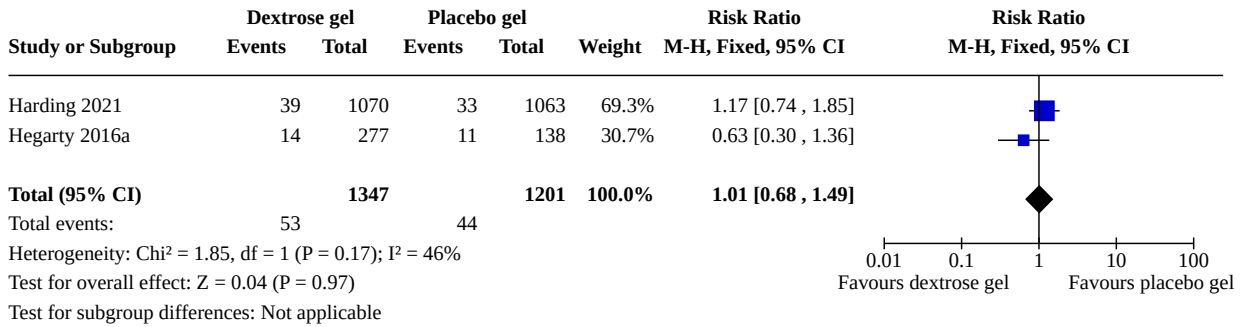 Dextrose gel Placebo gel Risk Ratio Risk Ratio
Study or Subgroup Events Total Events Total Weight M-H, Fixed, 95% CI M-H, Fixed, 95% CI
Harding 2021 39 1070 33 1063 69.3% 1.17 [0.74 , 1.85]
Hegarty 2016a 14 277 11 138 30.7% 0.63 [0.30 , 1.36]
Total (95% CI) 1347 1201 100.0% 1.01 [0.68 , 1.49]
Total events: 53 44
Heterogeneity: Chi² = 1.85, df = 1 (P = 0.17); I² = 46%
0.01 0.1 1 10 100
Test for overall effect: Z = 0.04 (P = 0.97) Favours dextrose gel Favours placebo gel
Test for subgroup differences: Not applicable